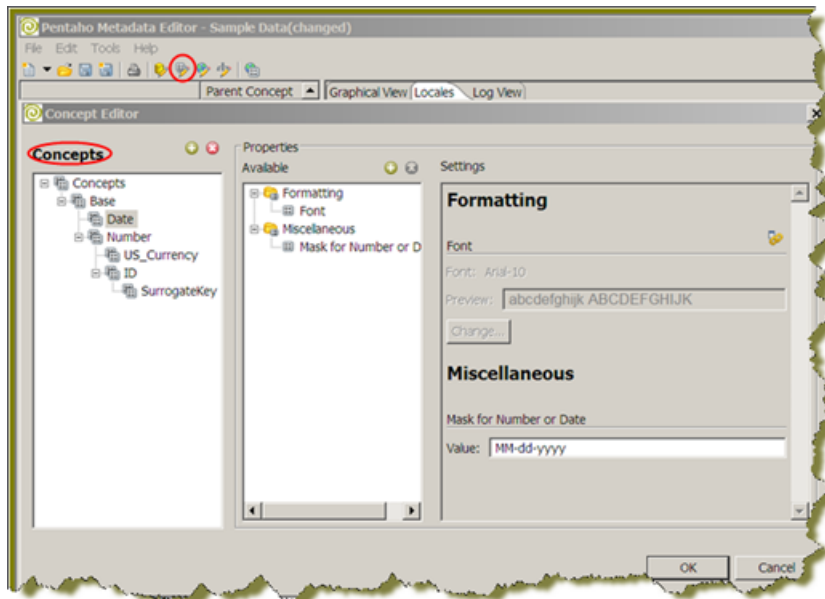 Pentaho Metadata Editor - Sample Data(changed)
File Edit Tools Help
Parent Concept Graphical View Locales Log View
Concept Editor
Concepts
Concepts
Base
Date
Number
US_Currency
ID
SurrogateKey
Properties
Available
Formatting
Font
Miscellaneous
Mask for Number or D
Settings
Formatting
Font
Font: Arial-10
Preview: abcdefghijk ABCDEFGHIJK
Change...
Miscellaneous
Mask for Number or Date
Value: MM-dd-yyyy
OK Cancel